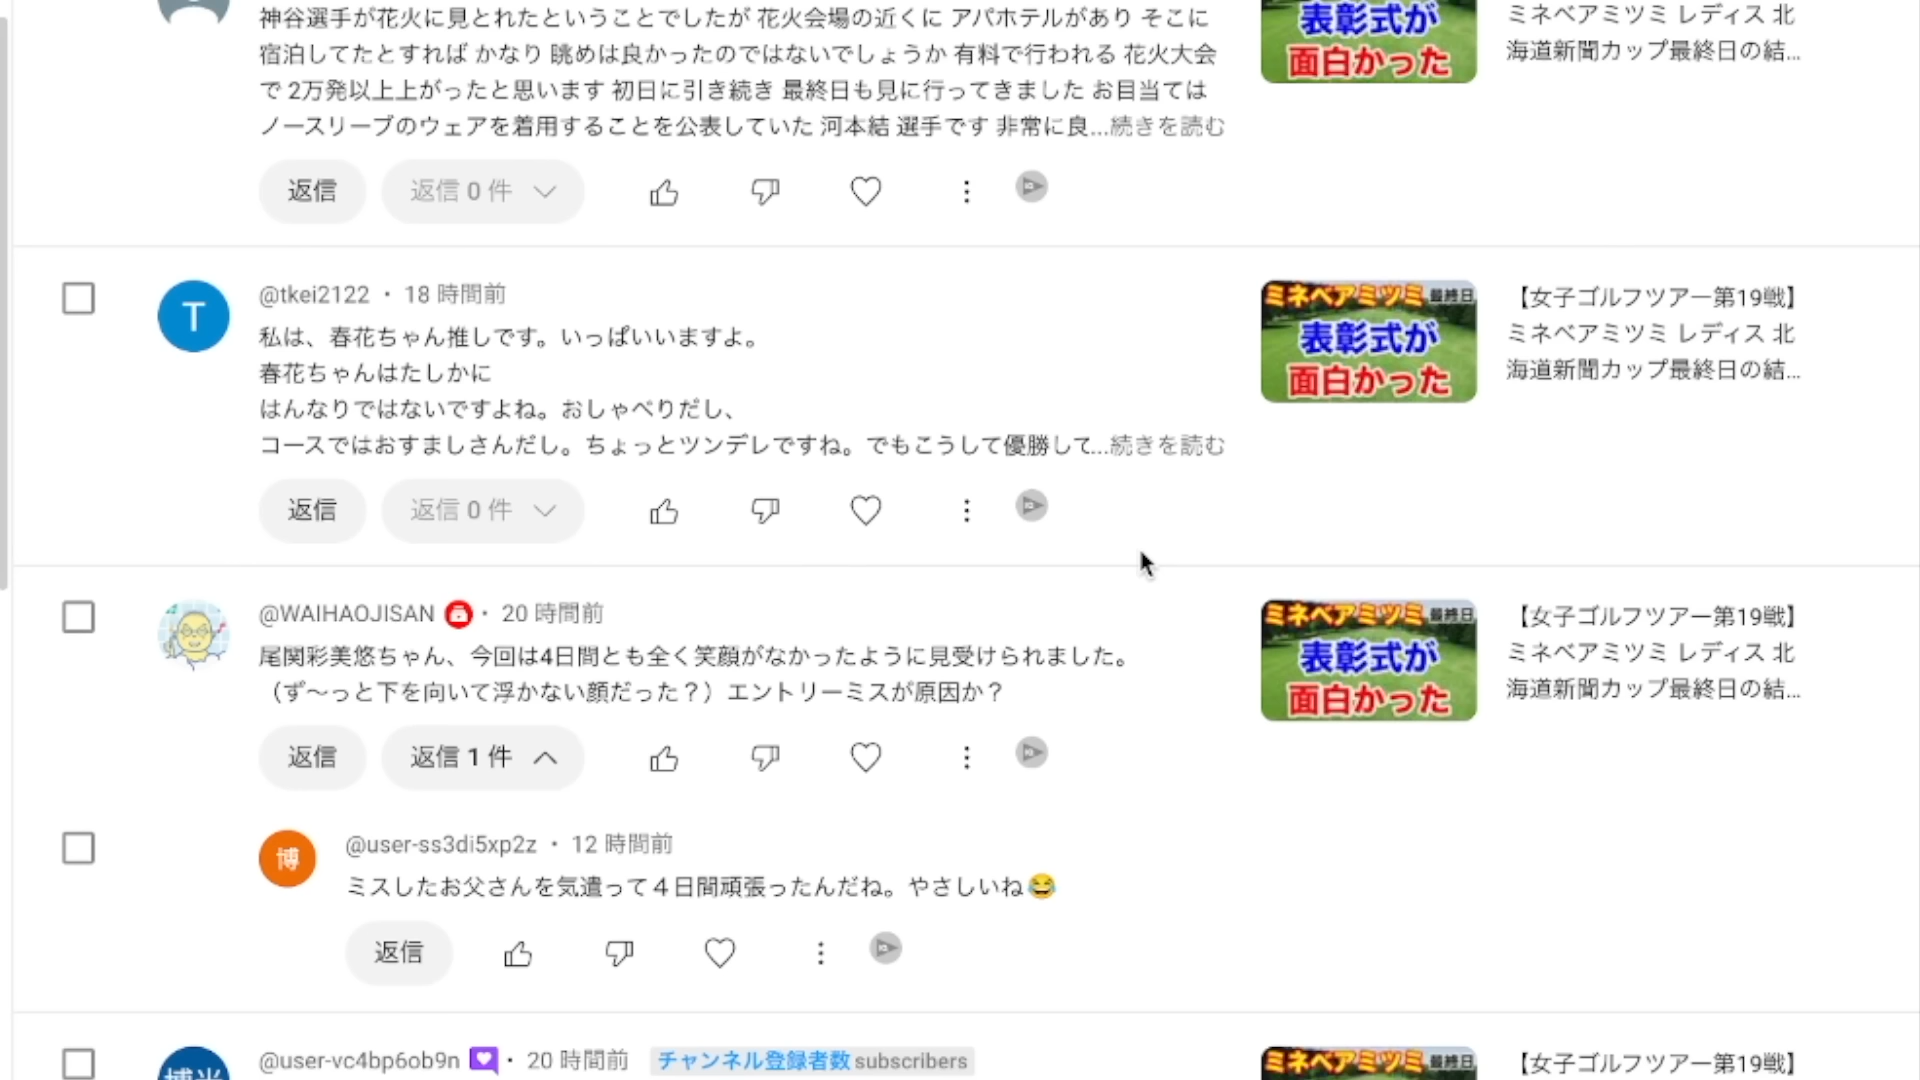 神谷選手が花火に見とれたということでしたが 花火会場の近くに アパホテルがあり そこに
宿泊してたとすれば かなり 眺めは良かったのではないでしょうか 有料で行われる 花火大会
で 2万発以上上がったと思います 初日に引き続き 最終日も見に行ってきました お目当ては
ノースリーブのウェアを着用することを公表していた 河本結 選手です 非常に良...続きを読む
返信
返信 0 件
表彰式が
面白かった
ミネベアミツミ レディス 北
海道新聞カップ最終日の結...
@tkei2122 ・ 18 時間前
私は、春花ちゃん推しです。いっぱいいますよ。
春花ちゃんはたしかに
はんなりではないですよね。おしゃべりだし、
コースではおすましさんだし。ちょっとツンデレですね。でもこうして優勝して...続きを読む
返信
返信 0 件
ミネベアミツミ 最終日
表彰式が
面白かった
【女子ゴルフツアー第19戦】
ミネベアミツミ レディス 北
海道新聞カップ最終日の結...
@WAIHAOJISAN ・ 20 時間前
尾関彩美悠ちゃん、今回は4日間とも全く笑顔がなかったように見受けられました。
（ず〜っと下を向いて浮かない顔だった？）エントリーミスが原因か？
返信
返信 1 件
ミネベアミツミ 最終日
表彰式が
面白かった
【女子ゴルフツアー第19戦】
ミネベアミツミ レディス 北
海道新聞カップ最終日の結...
@user-ss3di5xp2z ・ 12 時間前
ミスしたお父さんを気遣って４日間頑張ったんだね。やさしいね😂
返信
@user-vc4bp6ob9n ・ 20 時間前 チャンネル登録者数 subscribers
ミネベアミツミ 最終日
【女子ゴルフツアー第19戦】
T
博